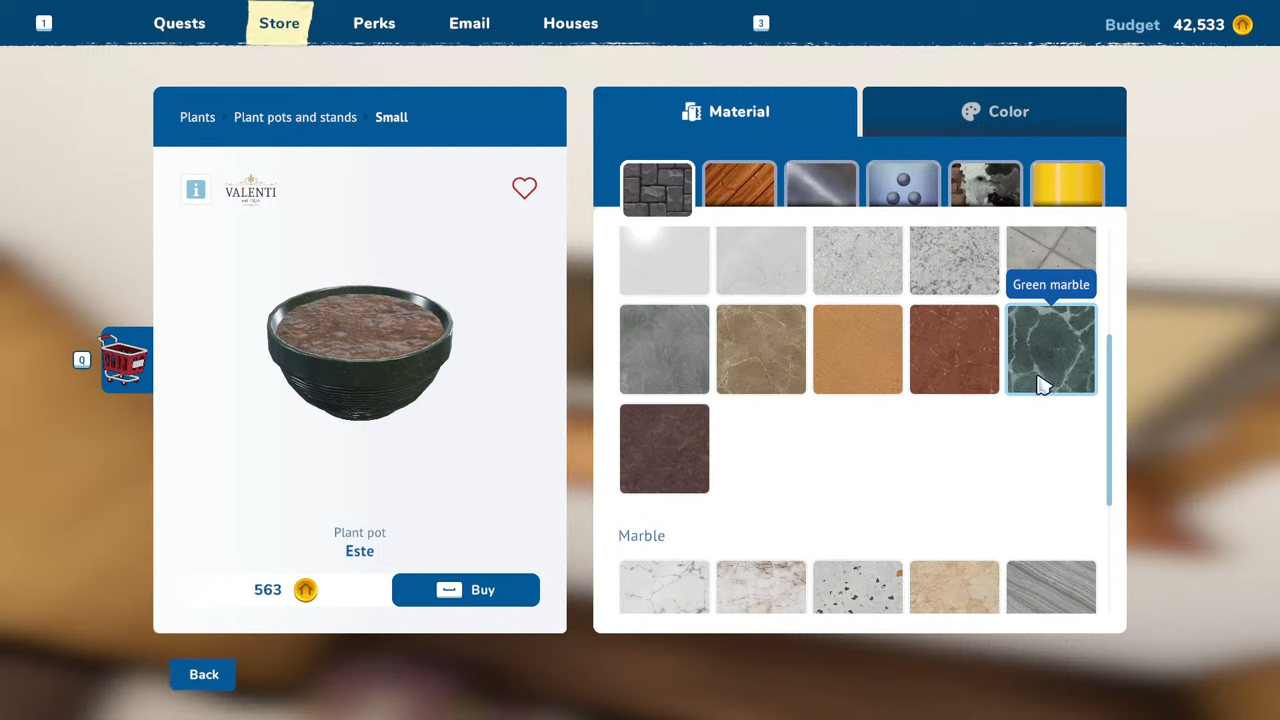 1
Quests
Store
Perks
Email
Houses
3
Budget 42,533
Plants
Plant pots and stands
Small
Material
Color
VALENTI
Green marble
Q
Plant pot
Este
563
Buy
Marble
Back